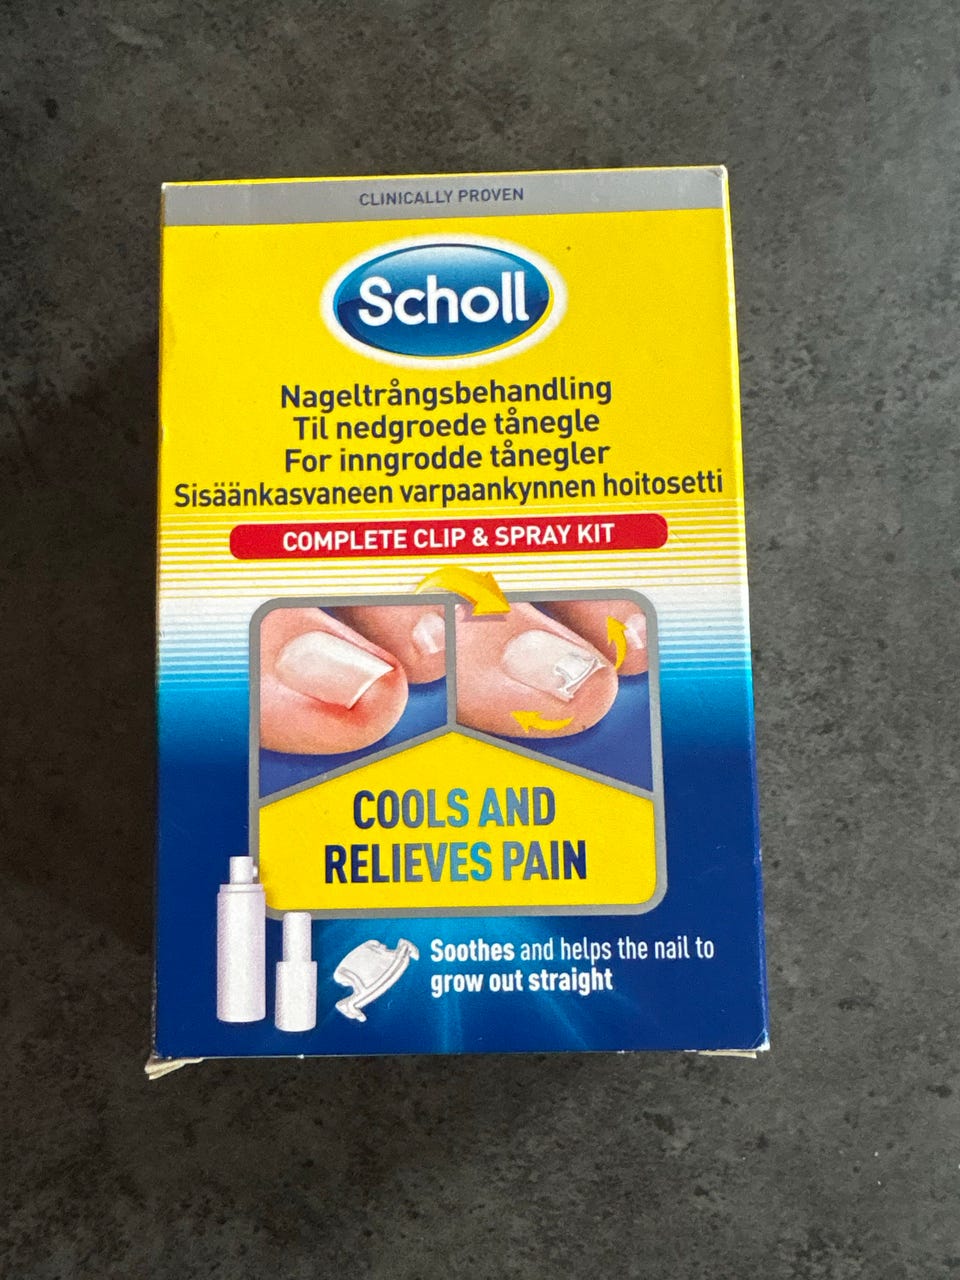 CLINICALLY PROVEN
Scholl
Nageltrångsbehandling
Til nedgroede tånegle
For inngrodde tånegler
Sisäänkasvaneen varpaankynnen hoitosetti
COMPLETE CLIP & SPRAY KIT
COOLS AND
RELIEVES PAIN
Soothes and helps the nail to
grow out straight